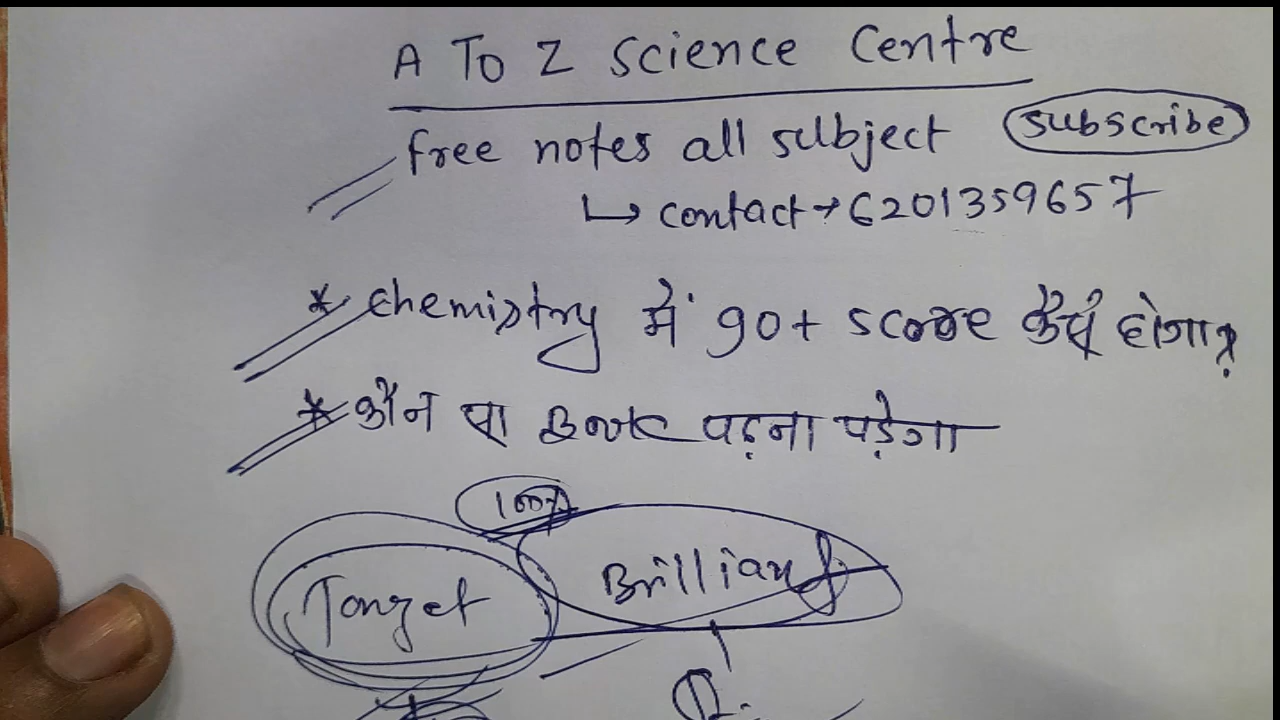 A TO Z Science Centre
free notes all subject subscribe
↳ contact → 6201359657
* chemistry में 90+ score कैसे होगा?
* कौन सा Book पढ़ना पड़ेगा
100%
Target Brilliant